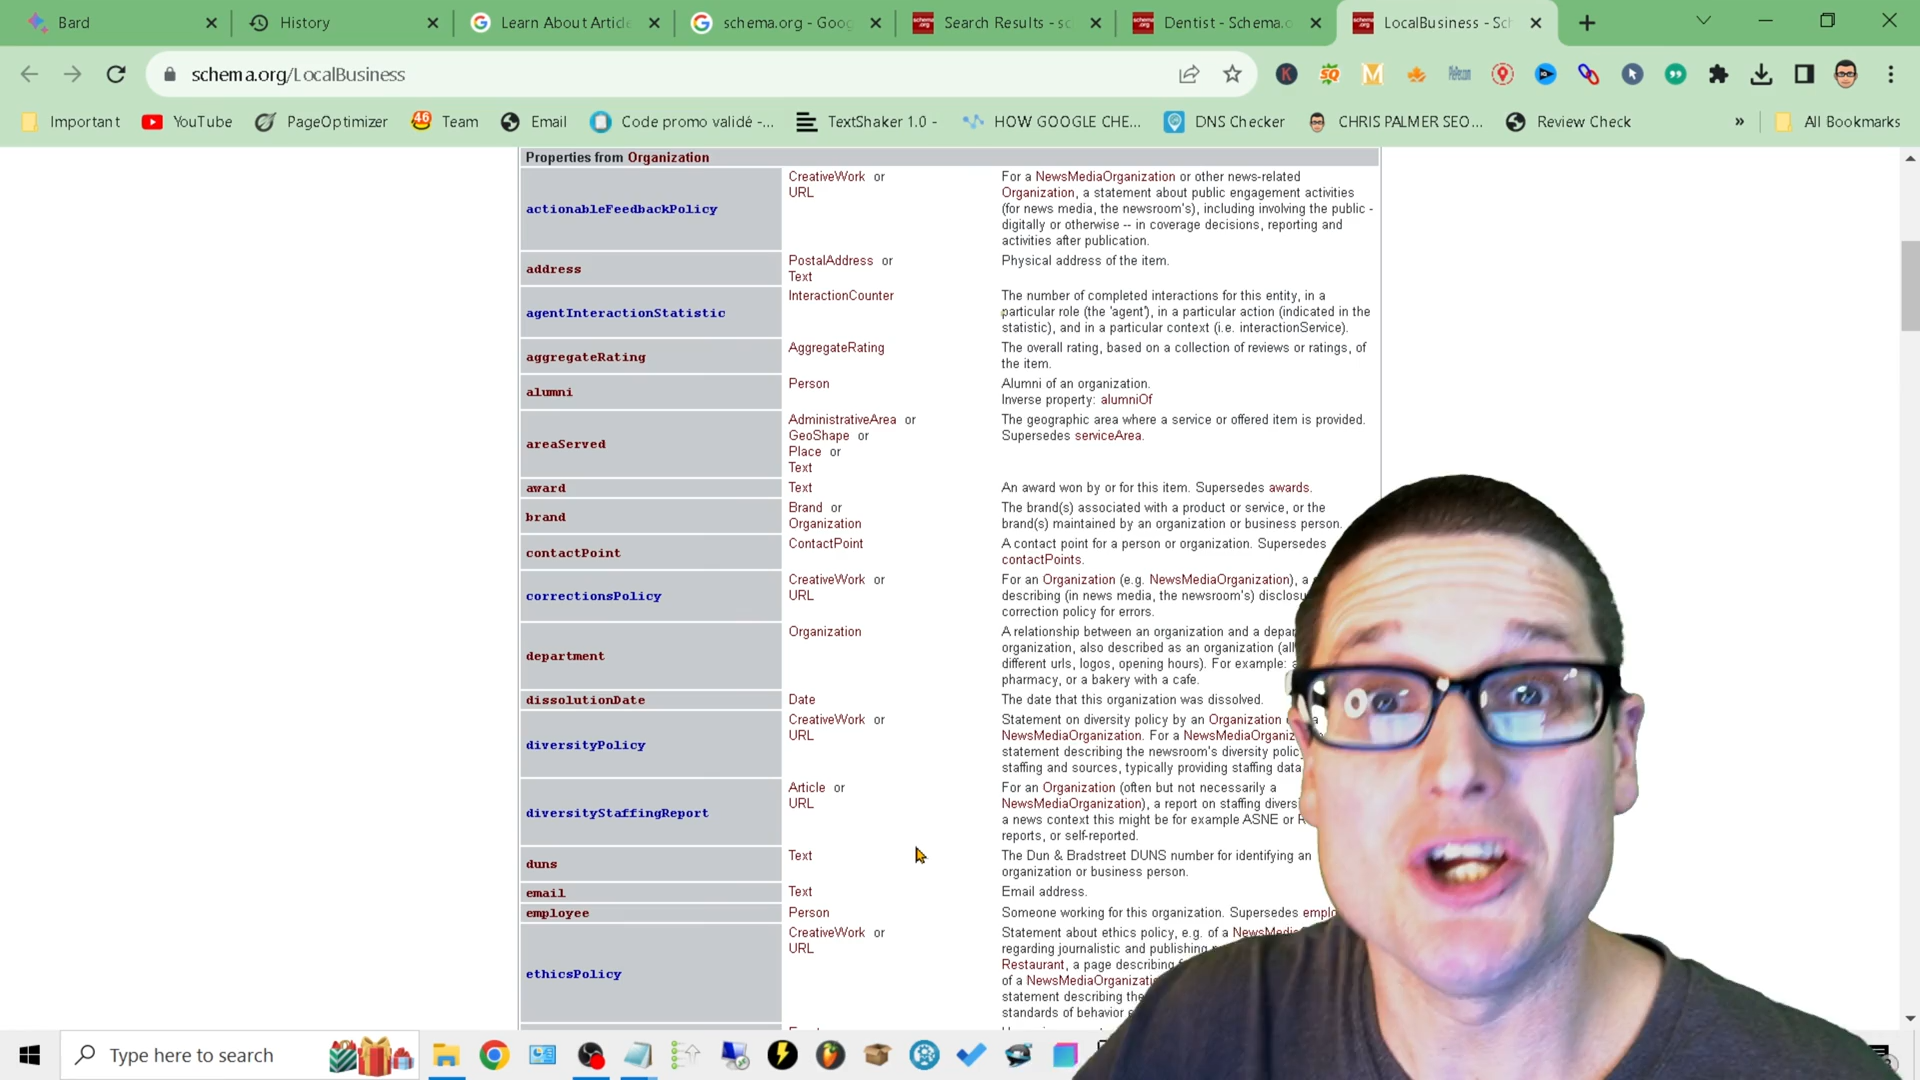 Bard
History
Learn About Article
schema.org - Goog
Search Results - sc
Dentist - Schema.o
LocalBusiness - Sch
schema.org/LocalBusiness
Important
YouTube
PageOptimizer
46
Team
Email
Code promo validé -...
TextShaker 1.0 -
HOW GOOGLE CHE...
DNS Checker
CHRIS PALMER SEO...
Review Check
»
All Bookmarks
Properties from Organization
actionableFeedbackPolicy
CreativeWork or
URL
For a NewsMediaOrganization or other news-related
Organization, a statement about public engagement activities
(for news media, the newsroom's), including involving the public -
digitally or otherwise -- in coverage decisions, reporting and
activities after publication.
address
PostalAddress or
Text
Physical address of the item.
agentInteractionStatistic
InteractionCounter
The number of completed interactions for this entity, in a
particular role (the 'agent'), in a particular action (indicated in the
statistic), and in a particular context (i.e. interactionService).
aggregateRating
AggregateRating
The overall rating, based on a collection of reviews or ratings, of
the item.
alumni
Person
Alumni of an organization.
Inverse property: alumniOf
areaServed
AdministrativeArea or
GeoShape or
Place or
Text
The geographic area where a service or offered item is provided.
Supersedes serviceArea.
award
Text
An award won by or for this item. Supersedes awards.
brand
Brand or
Organization
The brand(s) associated with a product or service, or the
brand(s) maintained by an organization or business person.
contactPoint
ContactPoint
A contact point for a person or organization. Supersedes
contactPoints.
correctionsPolicy
CreativeWork or
URL
For an Organization (e.g. NewsMediaOrganization), a
describing (in news media, the newsroom's) disclosu
correction policy for errors.
department
Organization
A relationship between an organization and a depa
organization, also described as an organization (all
different urls, logos, opening hours). For example: a
pharmacy, or a bakery with a cafe.
dissolutionDate
Date
The date that this organization was dissolved.
diversityPolicy
CreativeWork or
URL
Statement on diversity policy by an Organization
NewsMediaOrganization. For a NewsMediaOrganiz
statement describing the newsroom's diversity policy
staffing and sources, typically providing staffing data
diversityStaffingReport
Article or
URL
For an Organization (often but not necessarily a
NewsMediaOrganization), a report on staffing divers
a news context this might be for example ASNE or R
reports, or self-reported.
duns
Text
The Dun & Bradstreet DUNS number for identifying an
organization or business person.
email
Text
Email address.
employee
Person
Someone working for this organization. Supersedes emplo
ethicsPolicy
CreativeWork or
URL
Statement about ethics policy, e.g. of a NewsMedia
regarding journalistic and publishing
Restaurant, a page describing
of a NewsMediaOrganizatio
statement describing the
standards of behavior
Type here to search